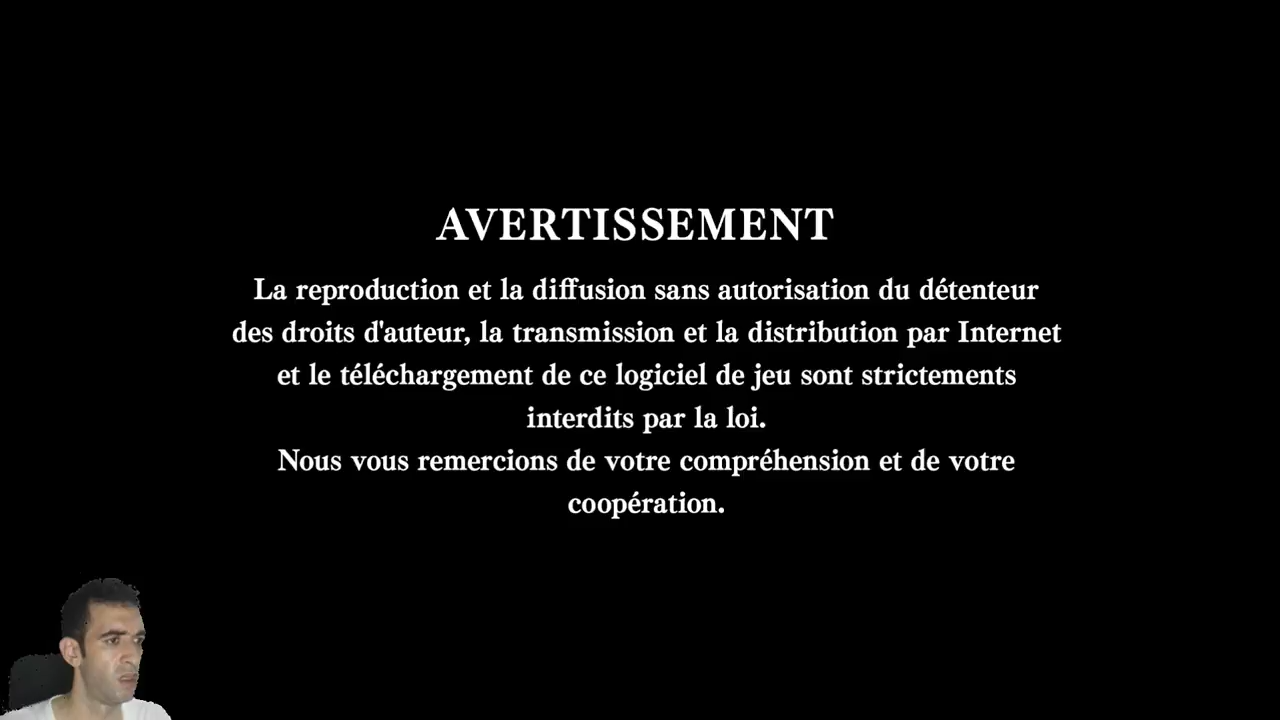 AVERTISSEMENT
La reproduction et la diffusion sans autorisation du détenteur
des droits d'auteur, la transmission et la distribution par Internet
et le téléchargement de ce logiciel de jeu sont strictements
interdits par la loi.
Nous vous remercions de votre compréhension et de votre
coopération.